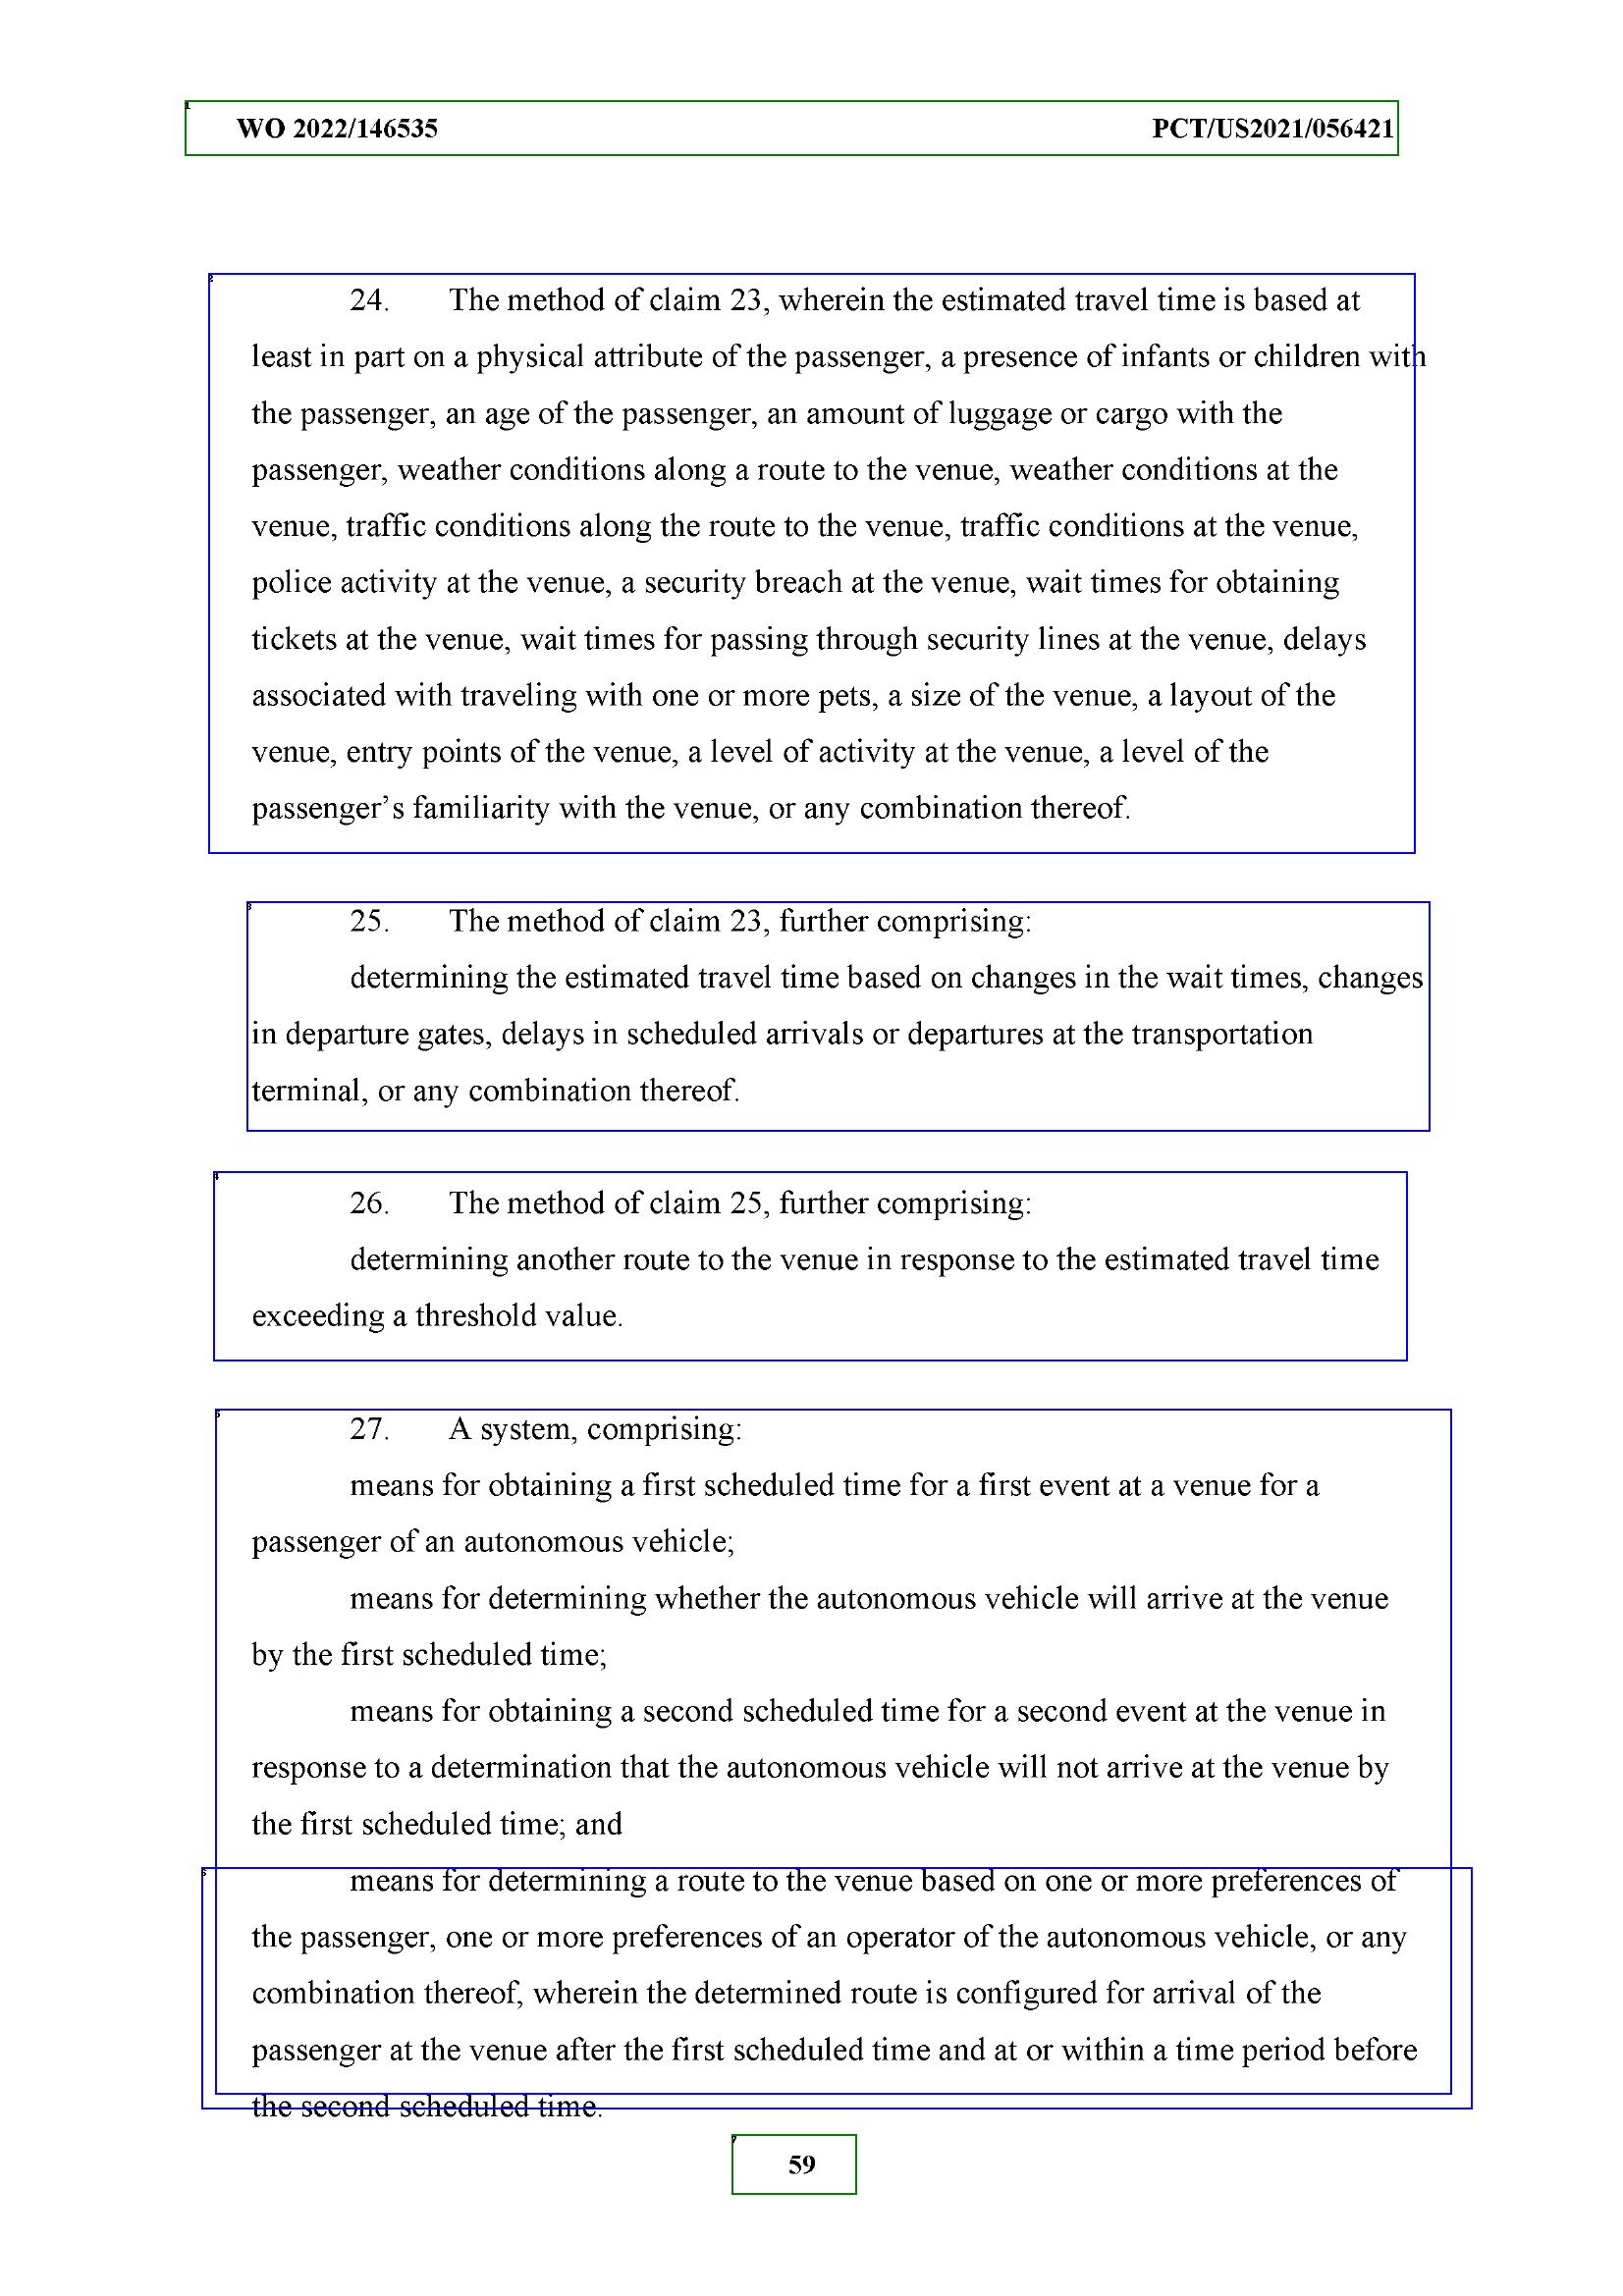 WO 2022/146535 PCT/US2021/056421
24. The method of claim 23, wherein the estimated travel time is based at
least in part on a physical attribute of the passenger, a presence of infants or children with
the passenger, an age of the passenger, an amount of luggage or cargo with the
passenger, weather conditions along a route to the venue, weather conditions at the
venue, traffic conditions along the route to the venue, traffic conditions at the venue,
police activity at the venue, a security breach at the venue, wait times for obtaining
tickets at the venue, wait times for passing through security lines at the venue, delays
associated with traveling with one or more pets, a size of the venue, a layout of the
venue, entry points of the venue, a level of activity at the venue, a level of the
passenger’s familiarity with the venue, or any combination thereof.
25. The method of claim 23, further comprising:
determining the estimated travel time based on changes in the wait times, changes
in departure gates, delays in scheduled arrivals or departures at the transportation
terminal, or any combination thereof.
26. The method of claim 25, further comprising:
determining another route to the venue in response to the estimated travel time
exceeding a threshold value.
27. A system, comprising:
means for obtaining a first scheduled time for a first event at a venue for a
passenger of an autonomous vehicle;
means for determining whether the autonomous vehicle will arrive at the venue
by the first scheduled time;
means for obtaining a second scheduled time for a second event at the venue in
response to a determination that the autonomous vehicle will not arrive at the venue by
the first scheduled time; and
means for determining a route to the venue based on one or more preferences of
the passenger, one or more preferences of an operator of the autonomous vehicle, or any
combination thereof, wherein the determined route is configured for arrival of the
passenger at the venue after the first scheduled time and at or within a time period before
the second scheduled time.
59